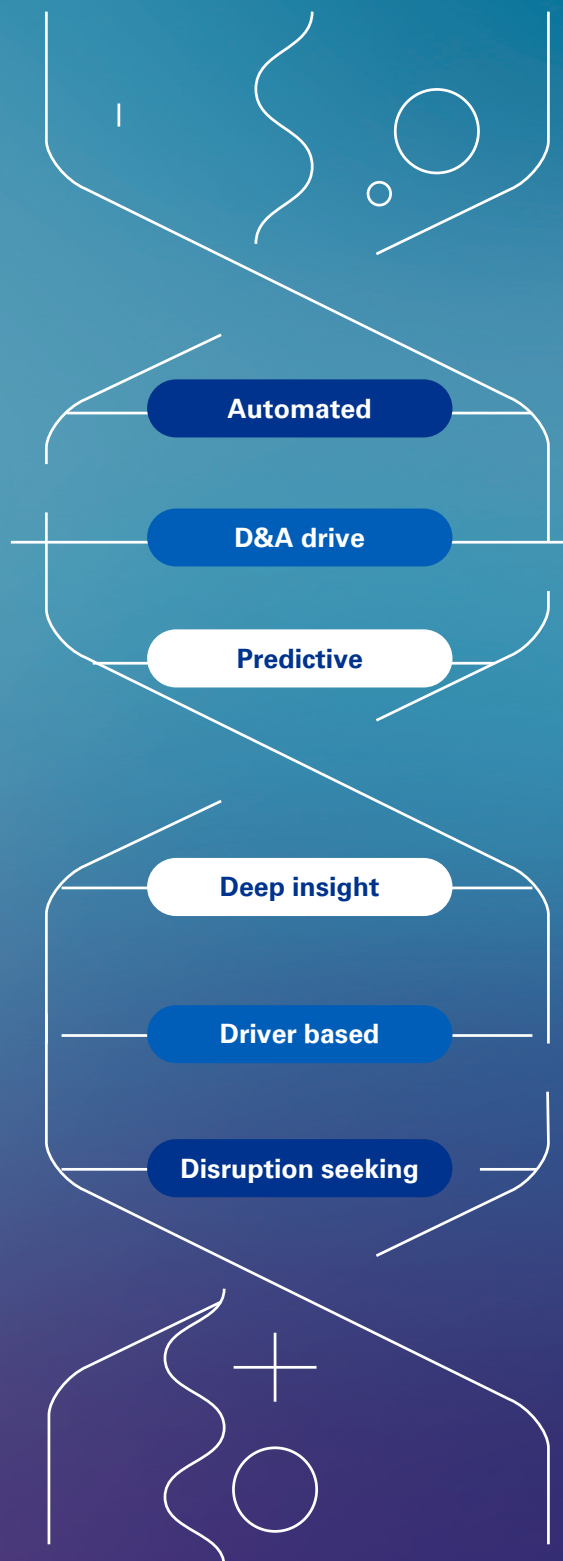 Automated
D&A drive
Predictive
Deep insight
Driver based
Disruption seeking